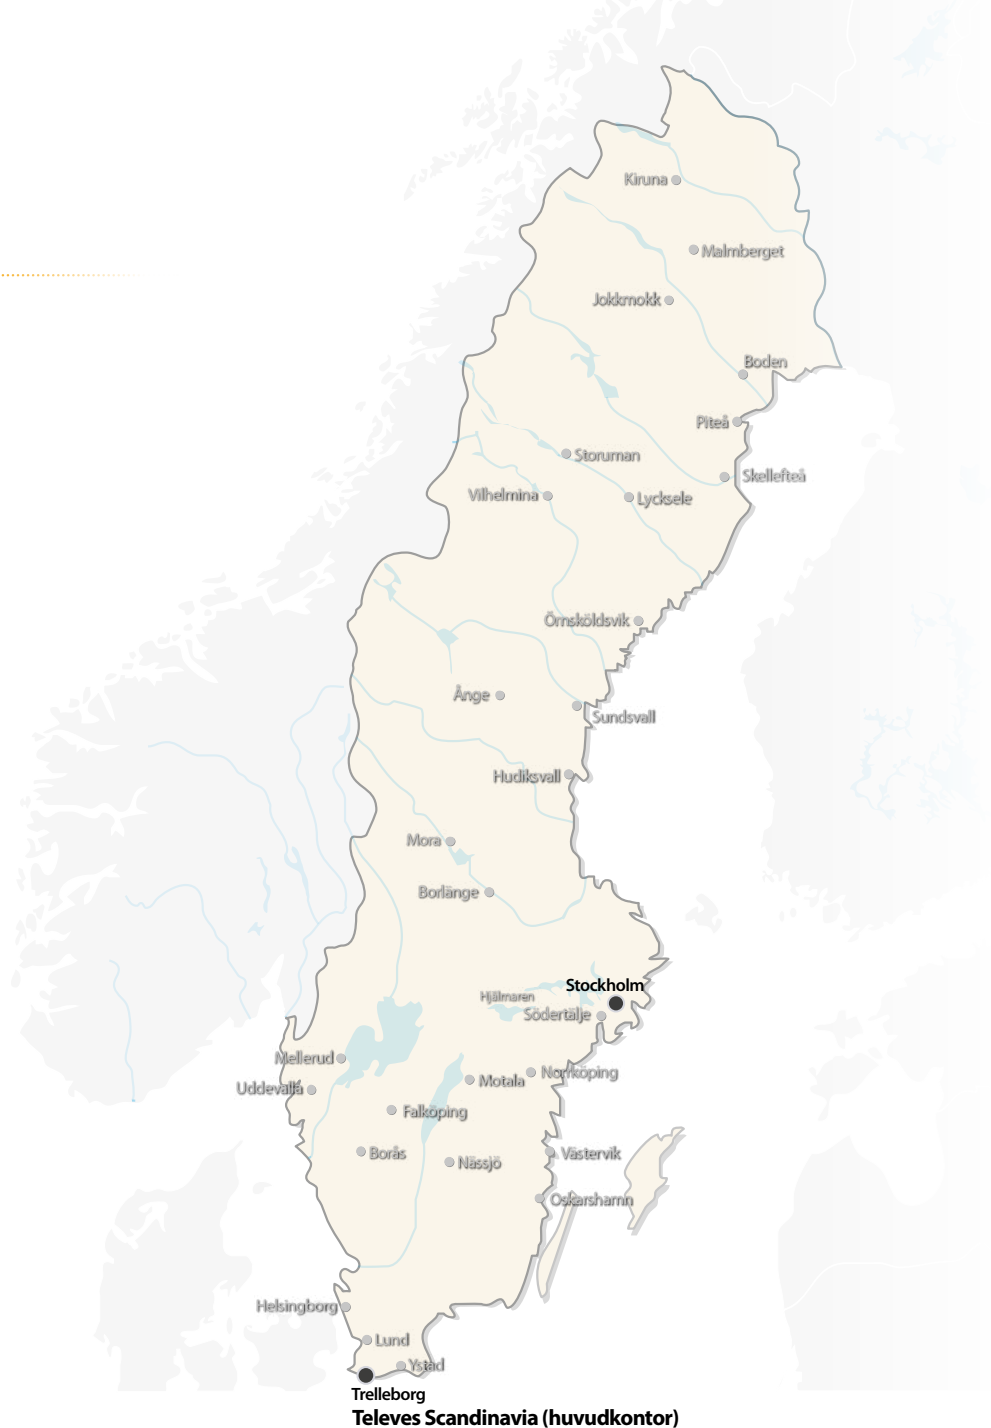 Kiruna
Malmberget
Jokkmokk
Boden
Piteå
Storuman
Skellefteå
Vilhelmina
Lycksele
Örnsköldsvik
Ånge
Sundsvall
Hudiksvall
Mora
Borlänge
Stockholm
Hjälmaren
Södertälje
Mellerud
Norrköping
Motala
Uddevalla
Falköping
Borås
Västervik
Nässjö
Oskarshamn
Helsingborg
Lund
Ystad
Trelleborg
Televes Scandinavia (huvudkontor)